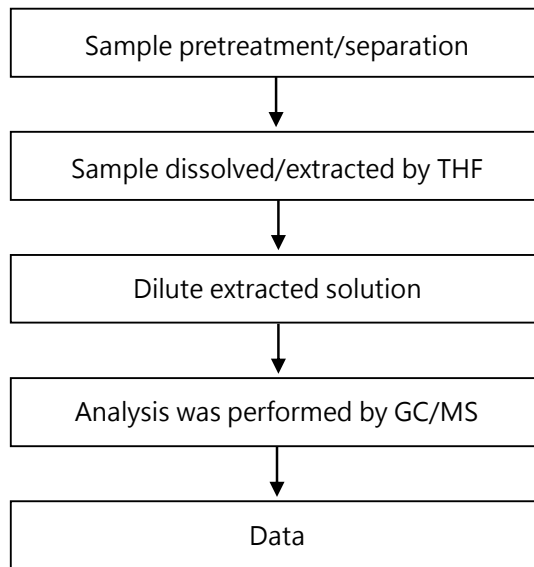 Sample pretreatment/separation
Sample dissolved/extracted by THF
Dilute extracted solution
Analysis was performed by GC/MS
Data